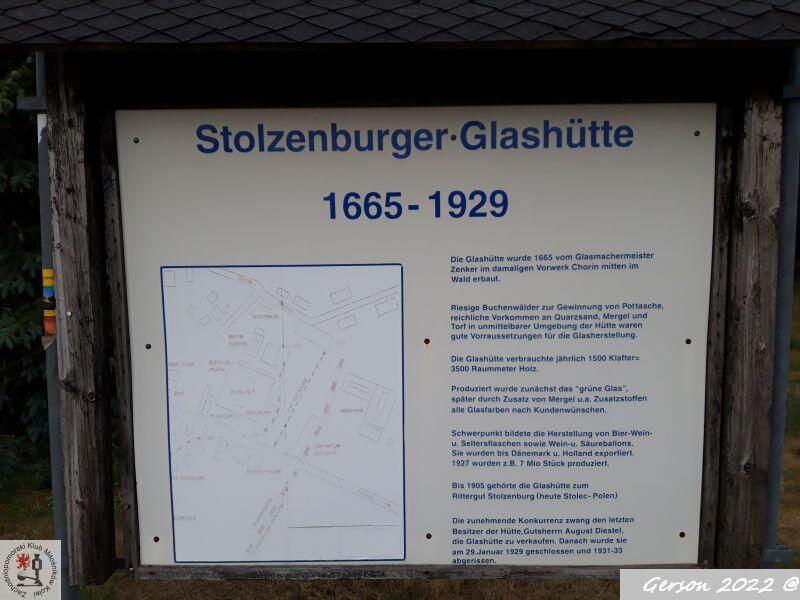 Stolzenburger·Glashütte
1665 - 1929
Die Glashütte wurde 1665 vom Glasmachermeister
Zenker im damaligen Vorwerk Chorin mitten im
Wald erbaut.
Riesige Buchenwälder zur Gewinnung von Pottasche,
reichliche Vorkommen an Quarzsand, Mergel und
Torf in unmittelbarer Umgebung der Hütte waren
gute Vorraussetzungen für die Glasherstellung.
Die Glashütte verbrauchte jährlich 1500 Klafter=
3500 Raummeter Holz.
Produziert wurde zunächst das "grüne Glas",
später durch Zusatz von Mergel u.a. Zusatzstoffen
alle Glasfarben nach Kundenwünschen.
Schwerpunkt bildete die Herstellung von Bier-Wein-
u. Selterstlaschen sowie Wein-u. Säureballons.
Sie wurden bis Dänemark u. Holland exportiert.
1927 wurden z.B. 7 Mio Stück produziert.
Bis 1905 gehörte die Glashütte zum
Rittergut Stolzenburg (heute Stolec-Polen)
Die zunehmende Konkurrenz zwang den letzten
Besitzer der Hütte,Gutsherrn August Diestel,
die Glashütte zu verkaufen. Danach wurde sie
am 29.Januar 1929 geschlossen und 1931-33
abgerissen.
Zachodniopomorski Klub Miłośników Kolei
Gerson 2022 @